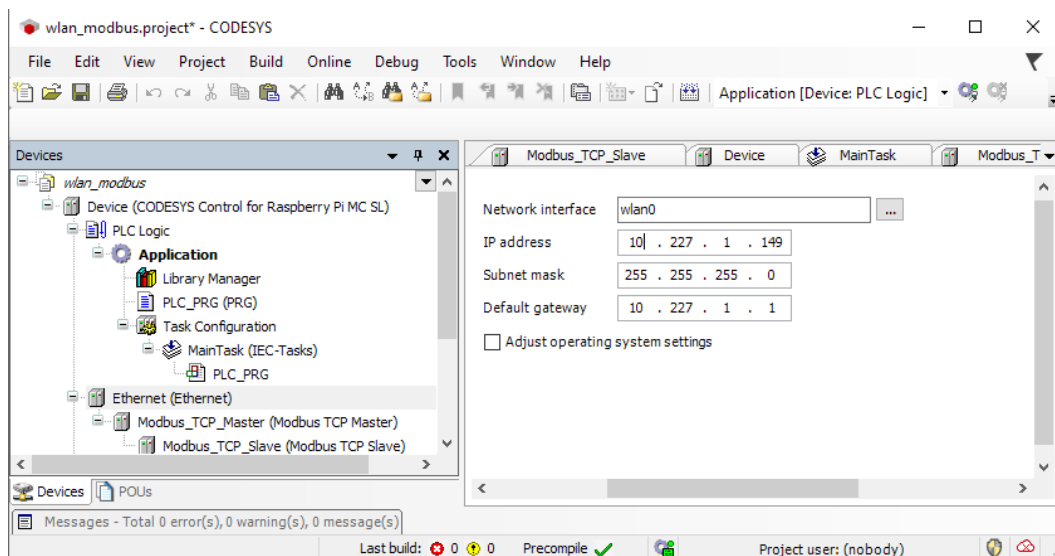 wlan_modbus.project* - CODESYS
File Edit View Project Build Online Debug Tools Window Help
Application [Device: PLC Logic]
Devices
wlan_modbus
Device (CODESYS Control for Raspberry Pi MC SL)
PLC Logic
Application
Library Manager
PLC_PRG (PRG)
Task Configuration
MainTask (IEC-Tasks)
PLC_PRG
Ethernet (Ethernet)
Modbus_TCP_Master (Modbus TCP Master)
Modbus_TCP_Slave (Modbus TCP Slave)
Devices POUs
Modbus_TCP_Slave Device MainTask Modbus_T
Network interface wlan0 ...
IP address 10 . 227 . 1 . 149
Subnet mask 255 . 255 . 255 . 0
Default gateway 10 . 227 . 1 . 1
Adjust operating system settings
Messages - Total 0 error(s), 0 warning(s), 0 message(s)
Last build: 0 0 Precompile Project user: (nobody)